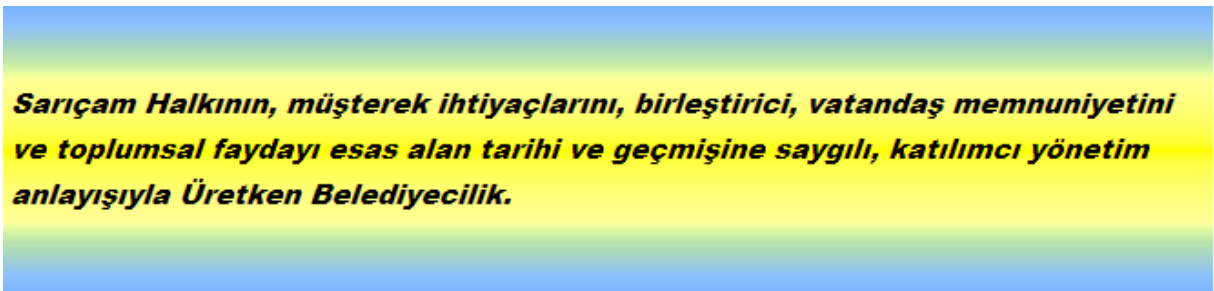 Sarıçam Halkının, müşterek ihtiyaçlarını, birleştirici, vatandaş memnuniyetini
ve toplumsal faydayı esas alan tarihi ve geçmişine saygılı, katılımcı yönetim
anlayışıyla Üretken Belediyecilik.